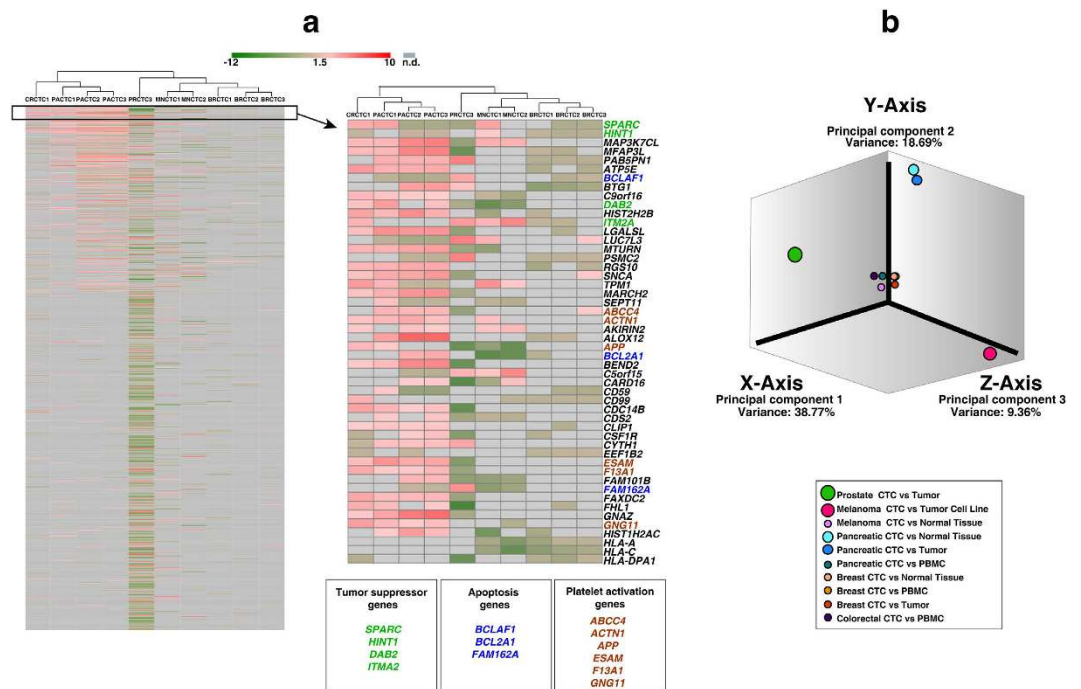 a
b
-12
1.5
10
n.d.
CRCTC1 PACTC1 PACTC2 PACTC3 PRCTC3 MNCTC1 MNCTC2 BRCTC1 BRCTC2 BRCTC3
CRCTC1 PACTC1 PACTC2 PACTC3 PRCTC3 MNCTC1 MNCTC2 BRCTC1 BRCTC2 BRCTC3
SPARC
HINT1
MAP3K7CL
MFAP3L
PAB5PN1
ATP5E
BCLAF1
BTG1
C9orf16
DAB2
HIST2H2B
ITM2A
LGALSL
LUC7L3
MTURN
PSMC2
RGS10
SNCA
TPM1
MARCH2
SEPT11
ABCC4
ACTN1
AKIRIN2
ALOX12
APP
BCL2A1
BEND2
C5orf15
CARD16
CD59
CD99
CDC14B
CDS2
CLIP1
CSF1R
CYTH1
EEF1B2
ESAM
F13A1
FAM101B
FAM162A
FAXDC2
FHL1
GNAZ
GNG11
HIST1H2AC
HLA-A
HLA-C
HLA-DPA1
Tumor suppressor
genes
SPARC
HINT1
DAB2
ITMA2
Apoptosis
genes
BCLAF1
BCL2A1
FAM162A
Platelet activation
genes
ABCC4
ACTN1
APP
ESAM
F13A1
GNG11
Y-Axis
Principal component 2
Variance: 18.69%
X-Axis
Principal component 1
Variance: 38.77%
Z-Axis
Principal component 3
Variance: 9.36%
Prostate CTC vs Tumor
Melanoma CTC vs Tumor Cell Line
Melanoma CTC vs Normal Tissue
Pancreatic CTC vs Normal Tissue
Pancreatic CTC vs Tumor
Pancreatic CTC vs PBMC
Breast CTC vs Normal Tissue
Breast CTC vs PBMC
Breast CTC vs Tumor
Colorectal CTC vs PBMC